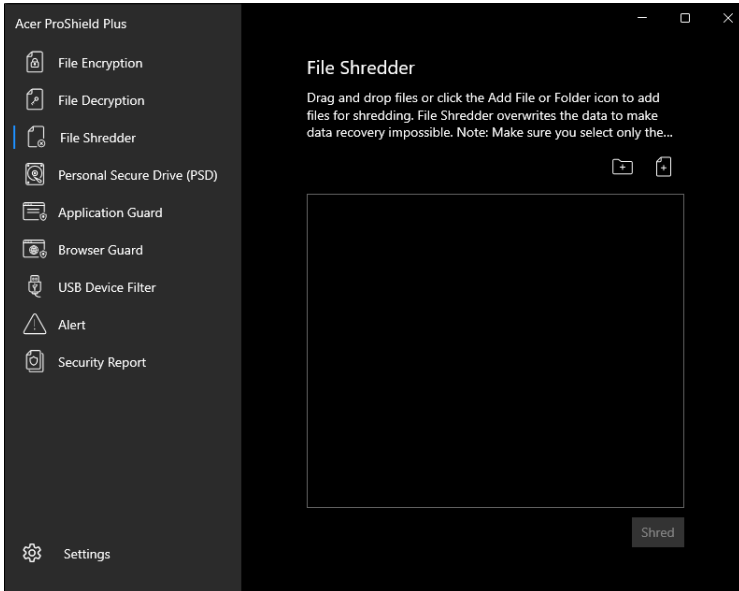 Acer ProShield Plus
File Encryption
File Decryption
File Shredder
Personal Secure Drive (PSD)
Application Guard
Browser Guard
USB Device Filter
Alert
Security Report
Settings
File Shredder
Drag and drop files or click the Add File or Folder icon to add
files for shredding. File Shredder overwrites the data to make
data recovery impossible. Note: Make sure you select only the...
Shred